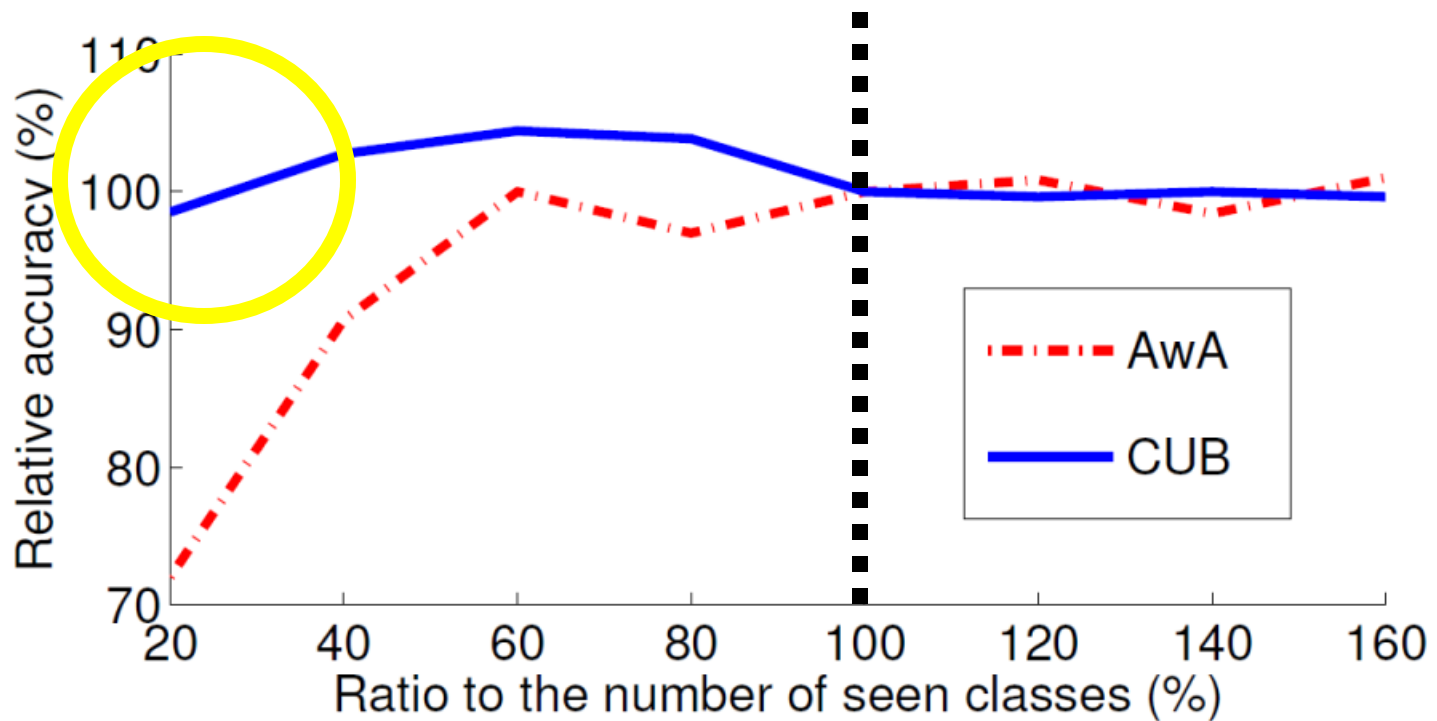 110
100
90
80
70
Relative accuracy (%)
AwA
CUB
20 40 60 80 100 120 140 160
Ratio to the number of seen classes (%)